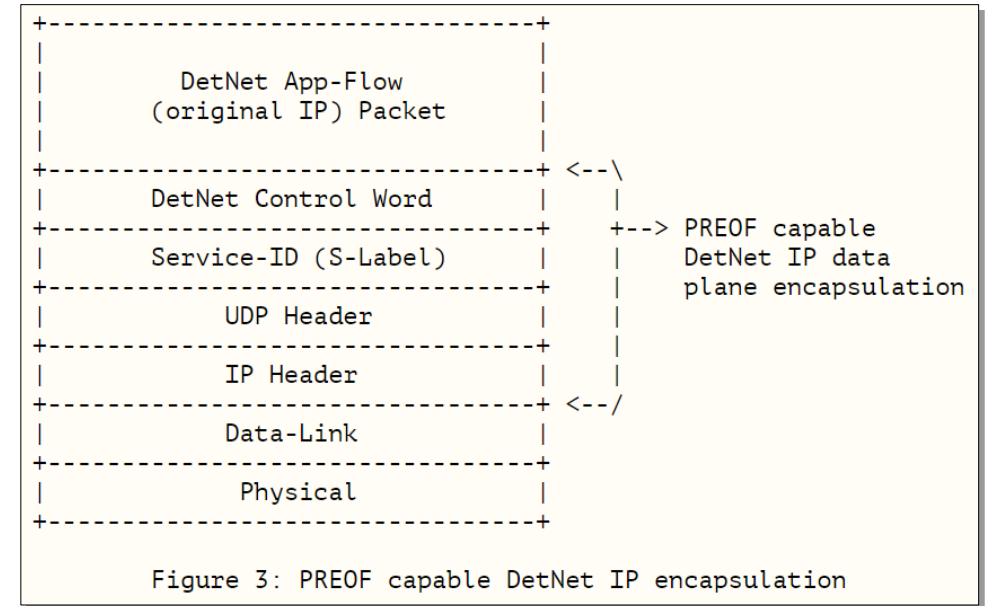 +---------------------------------+
|                                 |
|         DetNet App-Flow         |
|       (original IP) Packet      |
|                                 |
+---------------------------------+ <--\
|       DetNet Control Word       |    |
+---------------------------------+    +--> PREOF capable
|       Service-ID (S-Label)      |    |    DetNet IP data
+---------------------------------+    |    plane encapsulation
|            UDP Header           |    |
+---------------------------------+    |
|            IP Header            |    |
+---------------------------------+ <--/
|            Data-Link            |
+---------------------------------+
|             Physical            |
+---------------------------------+
Figure 3: PREOF capable DetNet IP encapsulation